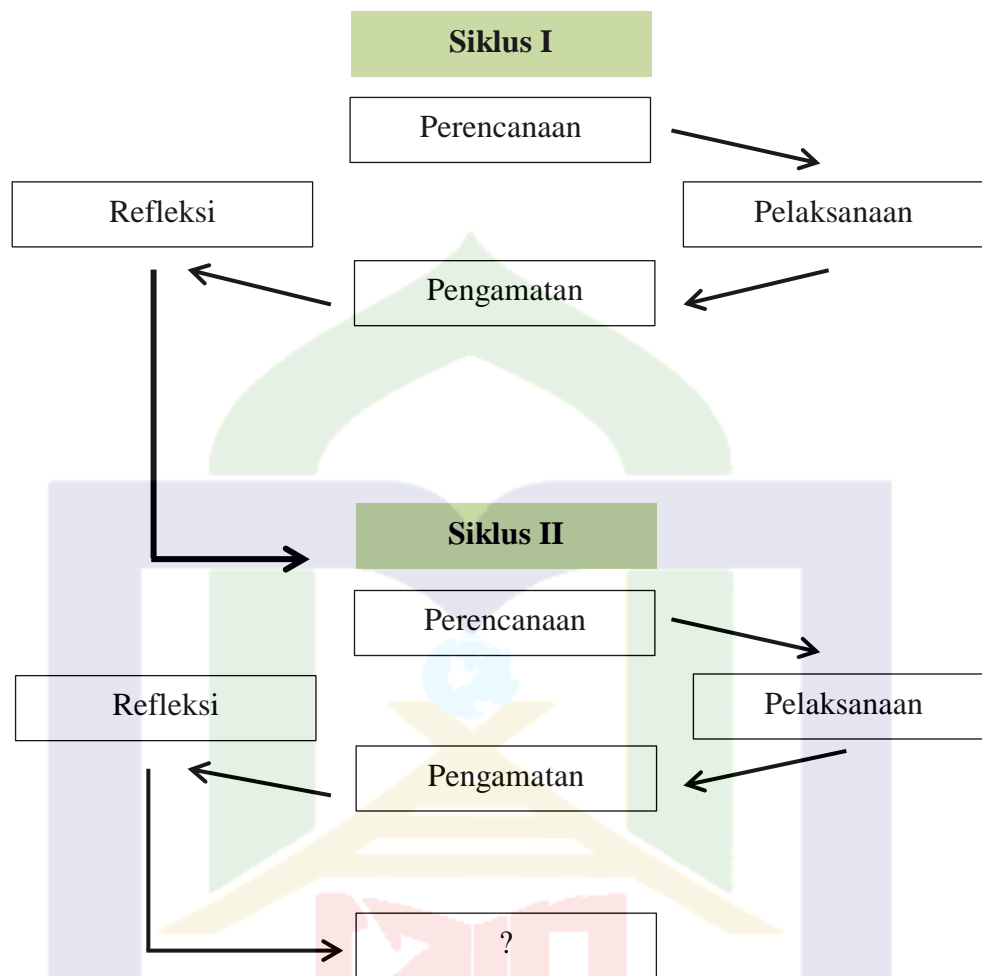 Siklus I
Perencanaan
Refleksi
Pelaksanaan
Pengamatan
Siklus II
Perencanaan
Refleksi
Pelaksanaan
Pengamatan
?